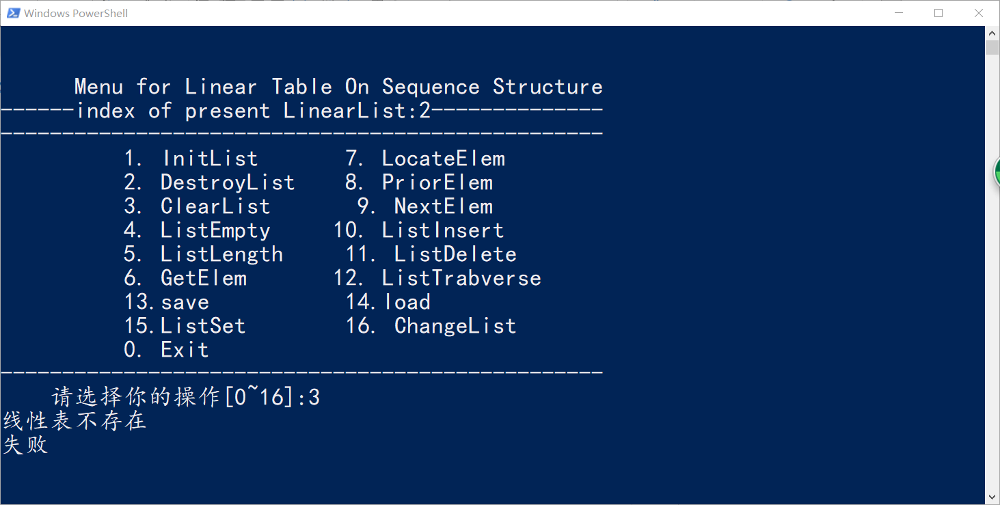 Windows PowerShell
Menu for Linear Table On Sequence Structure
------index of present LinearList:2--------------
-------------------------------------------------
1. InitList 7. LocateElem
2. DestroyList 8. PriorElem
3. ClearList 9. NextElem
4. ListEmpty 10. ListInsert
5. ListLength 11. ListDelete
6. GetElem 12. ListTrabverse
13.save 14.load
15.ListSet 16. ChangeList
0. Exit
-------------------------------------------------
请选择你的操作[0~16]:3
线性表不存在
失败